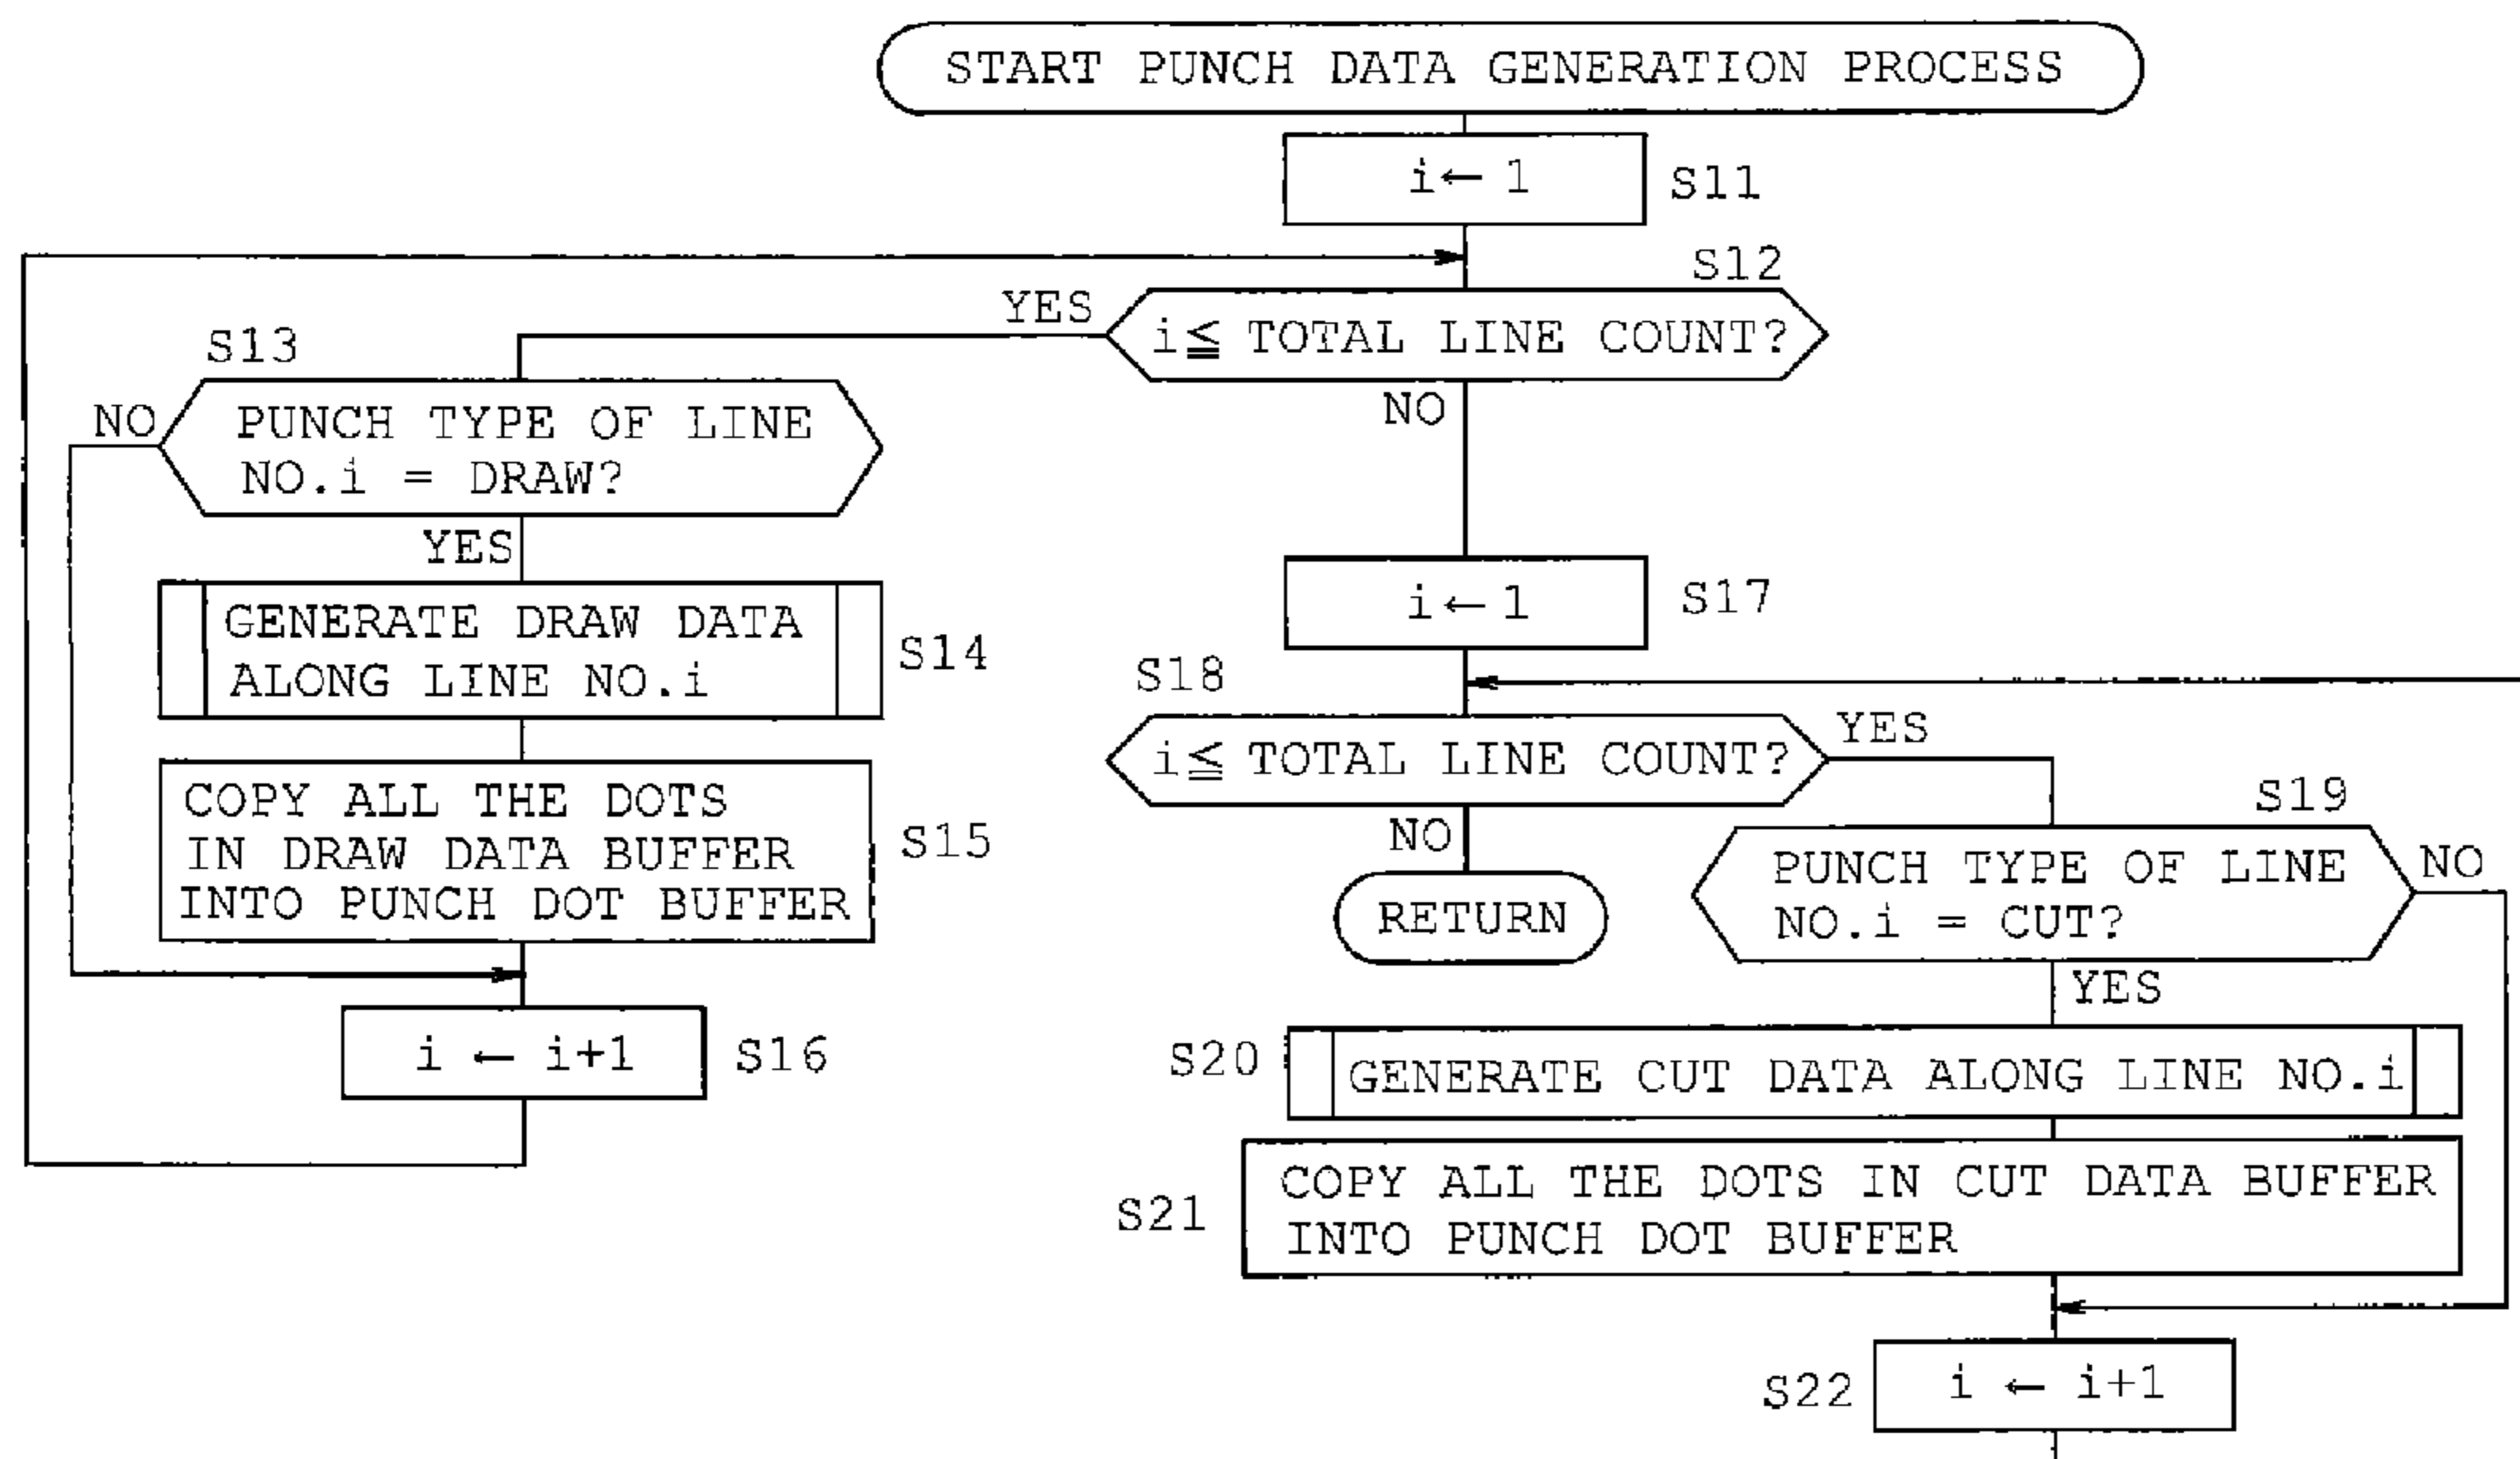 START PUNCH DATA GENERATION PROCESS
i← 1
S11
S12
YES
i≦ TOTAL LINE COUNT?
NO
S13
NO
PUNCH TYPE OF LINE
NO.i = DRAW?
YES
GENERATE DRAW DATA
ALONG LINE NO.i
S14
COPY ALL THE DOTS
IN DRAW DATA BUFFER
INTO PUNCH DOT BUFFER
S15
i ← i+1
S16
i←1
S17
S18
i≦ TOTAL LINE COUNT?
YES
NO
RETURN
S19
PUNCH TYPE OF LINE
NO.i = CUT?
NO
YES
S20
GENERATE CUT DATA ALONG LINE NO.i
S21
COPY ALL THE DOTS IN CUT DATA BUFFER
INTO PUNCH DOT BUFFER
S22
i ← i+1